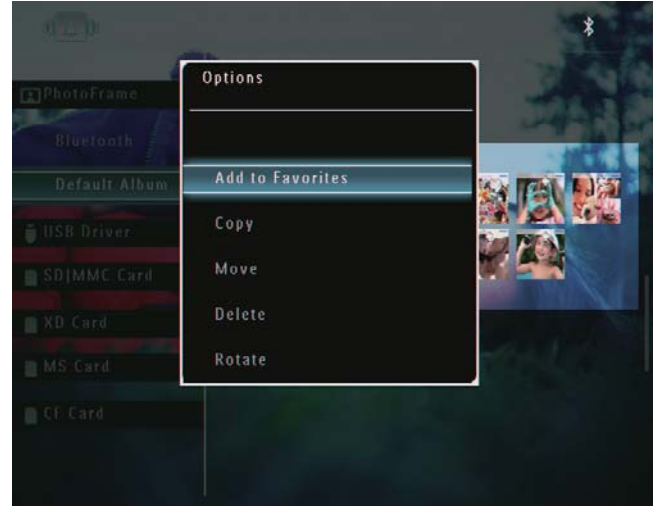 Options
PhotoFrame
Bluetooth
Default Album
USB Driver
SD|MMC Card
XD Card
MS Card
CF Card
Add to Favorites
Copy
Move
Delete
Rotate